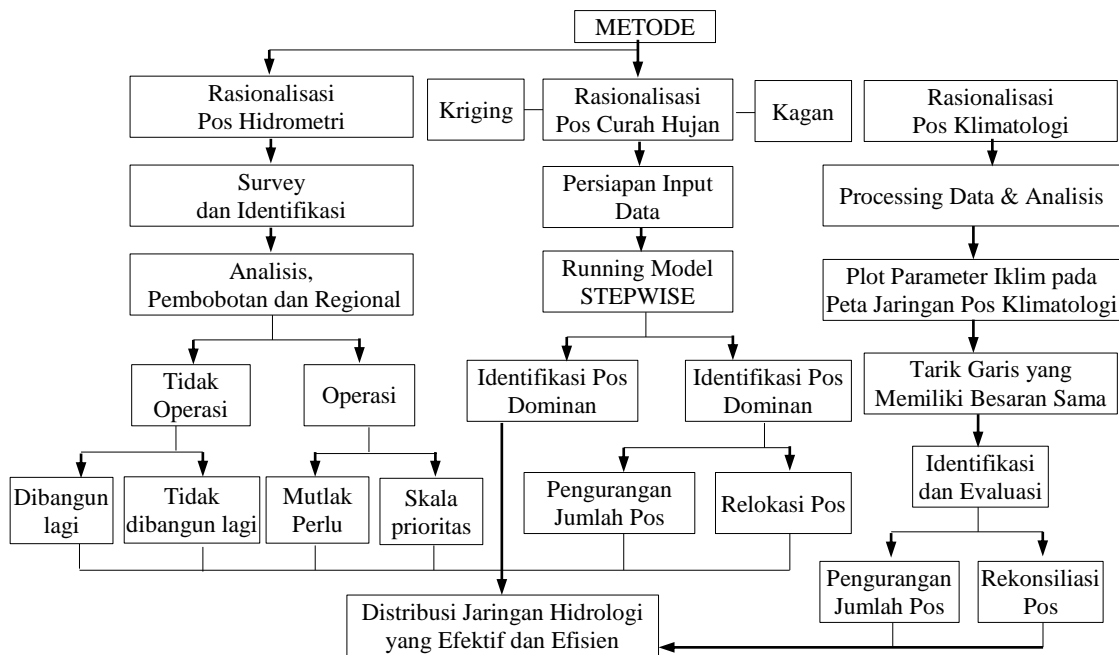 METODE
Rasionalisasi
Pos Hidrometri
Kriging
Rasionalisasi
Pos Curah Hujan
Kagan
Rasionalisasi
Pos Klimatologi
Survey
dan Identifikasi
Persiapan Input
Data
Processing Data & Analisis
Analisis,
Pembobotan dan Regional
Running Model
STEPWISE
Plot Parameter Iklim pada
Peta Jaringan Pos Klimatologi
Tidak
Operasi
Operasi
Identifikasi Pos
Dominan
Identifikasi Pos
Dominan
Tarik Garis yang
Memiliki Besaran Sama
Dibangun
lagi
Tidak
dibangun lagi
Mutlak
Perlu
Skala
prioritas
Pengurangan
Jumlah Pos
Relokasi Pos
Identifikasi
dan Evaluasi
Pengurangan
Jumlah Pos
Rekonsiliasi
Pos
Distribusi Jaringan Hidrologi
yang Efektif dan Efisien